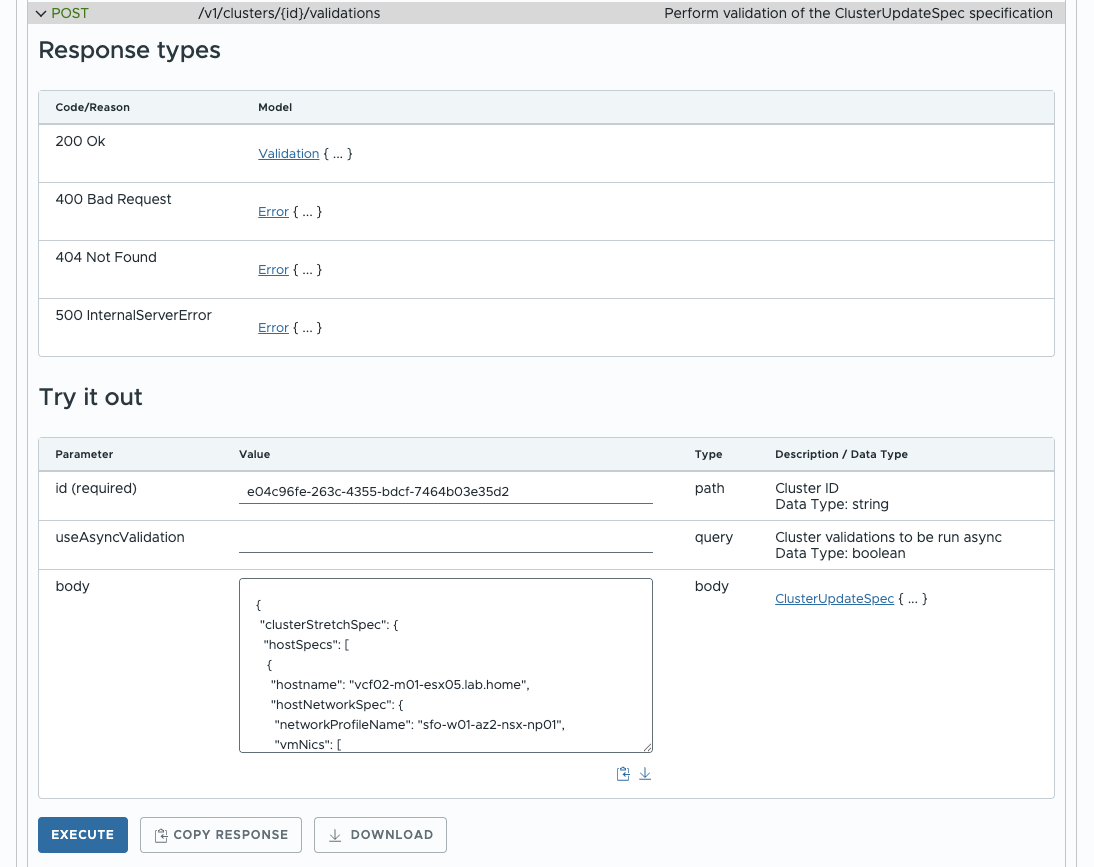 POST /v1/clusters/{id}/validations Perform validation of the ClusterUpdateSpec specification
Response types
Code/Reason Model
200 Ok
Validation { ... }
400 Bad Request
Error { ... }
404 Not Found
Error { ... }
500 InternalServerError
Error { ... }
Try it out
Parameter Value Type Description / Data Type
id (required) e04c96fe-263c-4355-bdcf-7464b03e35d2 path Cluster ID
Data Type: string
useAsyncValidation query Cluster validations to be run async
Data Type: boolean
body body
ClusterUpdateSpec { ... }
{
"clusterStretchSpec": {
"hostSpecs": [
{
"hostname": "vcf02-m01-esx05.lab.home",
"hostNetworkSpec": {
"networkProfileName": "sfo-w01-az2-nsx-np01",
"vmNics": [
EXECUTE COPY RESPONSE DOWNLOAD